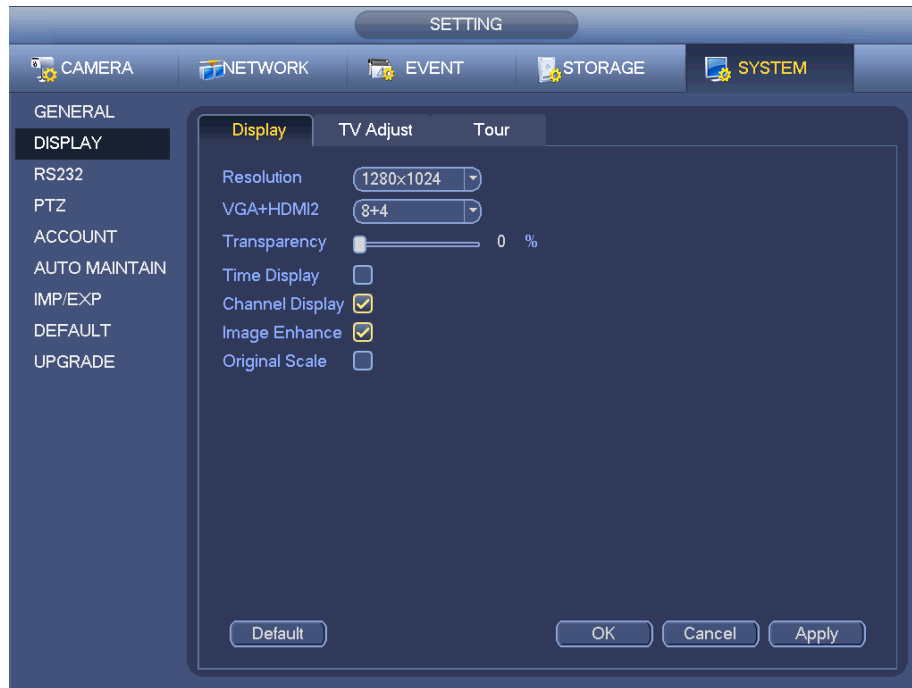 SETTING
CAMERA NETWORK EVENT STORAGE SYSTEM
GENERAL
DISPLAY
RS232
PTZ
ACCOUNT
AUTO MAINTAIN
IMP/EXP
DEFAULT
UPGRADE
Display TV Adjust Tour
Resolution 1280×1024
VGA+HDMI2 8+4
Transparency 0 %
Time Display
Channel Display
Image Enhance
Original Scale
Default OK Cancel Apply